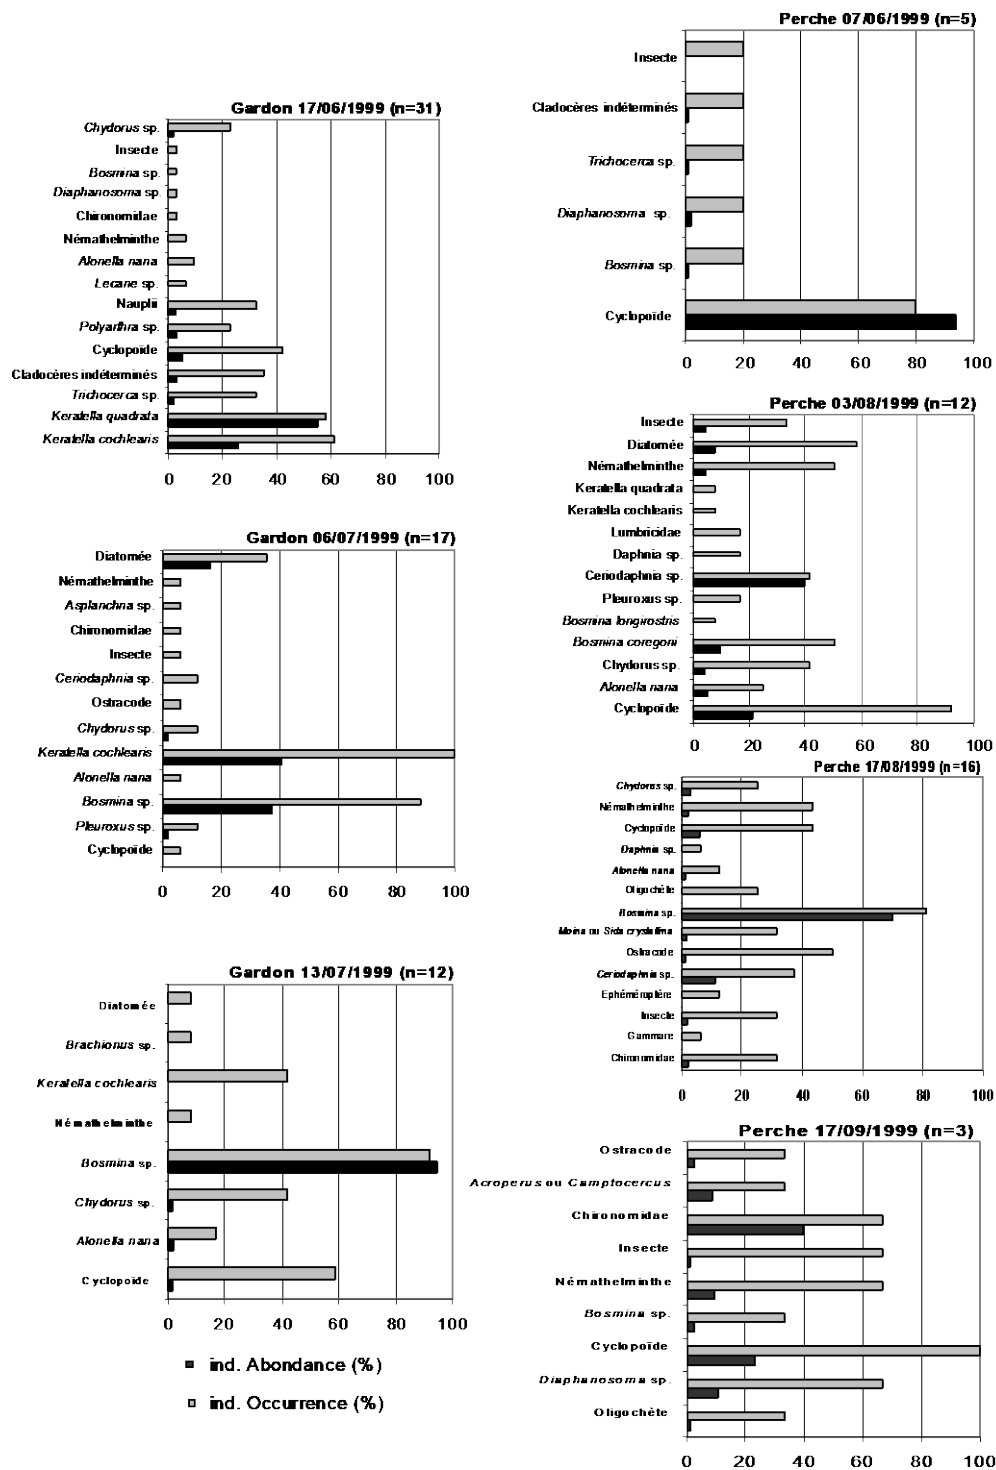 Gardon 17/06/1999 (n=31)
Chydorus sp.
Insecte
Bosmina sp.
Diaphanosoma sp.
Chironomidae
Némathelminthe
Alonella nana
Lecane sp.
Nauplii
Polyarthra sp.
Cyclopoïde
Cladocères indéterminés
Trichocerca sp.
Keratella quadrata
Keratella cochlearis
0 20 40 60 80 100
Gardon 06/07/1999 (n=17)
Diatomée
Némathelminthe
Asplanchna sp.
Chironomidae
Insecte
Ceriodaphnia sp.
Ostracode
Chydorus sp.
Keratella cochlearis
Alonella nana
Bosmina sp.
Pleuroxus sp.
Cyclopoïde
0 20 40 60 80 100
Gardon 13/07/1999 (n=12)
Diatomée
Brachionus sp.
Keratella cochlearis
Némathelminthe
Bosmina sp.
Chydorus sp.
Alonella nana
Cyclopoïde
0 20 40 60 80 100
ind. Abondance (%)
ind. Occurrence (%)
Perche 07/06/1999 (n=5)
Insecte
Cladocères indéterminés
Trichocerca sp.
Diaphanosoma sp.
Bosmina sp.
Cyclopoïde
0 20 40 60 80 100
Perche 03/08/1999 (n=12)
Insecte
Diatomée
Némathelminthe
Keratella quadrata
Keratella cochlearis
Lumbricidae
Daphnia sp.
Ceriodaphnia sp.
Pleuroxus sp.
Bosmina longirostris
Bosmina coregoni
Chydorus sp.
Alonella nana
Cyclopoïde
0 20 40 60 80 100
Perche 17/08/1999 (n=16)
Chydorus sp.
Némathelminthe
Cyclopoïde
Daphnia sp.
Alonella nana
Oligochète
Bosmina sp.
Moina ou Sida crystallina
Ostracode
Ceriodaphnia sp.
Ephéméroptère
Insecte
Gammare
Chironomidae
0 20 40 60 80 100
Perche 17/09/1999 (n=3)
Ostracode
Acroperus ou Camptocercus
Chironomidae
Insecte
Némathelminthe
Bosmina sp.
Cyclopoïde
Diaphanosoma sp.
Oligochète
0 20 40 60 80 100